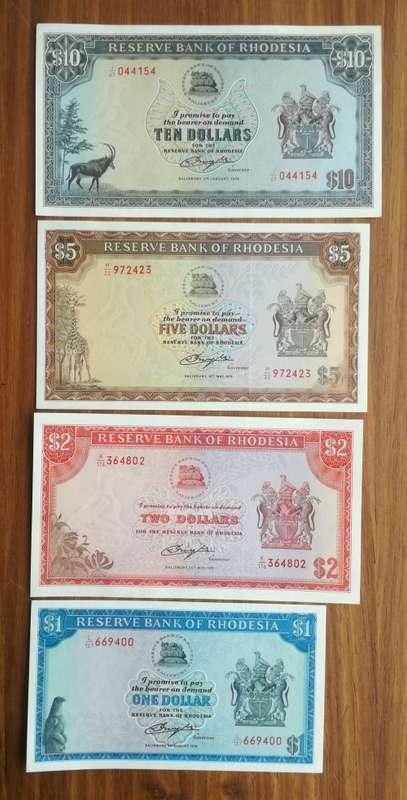 RESERVE BANK OF RHODESIA
$10 $10
044154
I promise to pay
the bearer on demand
TEN DOLLARS
FOR THE
RESERVE BANK OF RHODESIA
044154
Governor
$10
RESERVE BANK OF RHODESIA
$5 $5
972423
I promise to pay
the bearer on demand
FIVE DOLLARS
FOR THE
RESERVE BANK OF RHODESIA
972423
Governor
$5
RESERVE BANK OF RHODESIA
$2 $2
364802
I promise to pay the bearer on demand
TWO DOLLARS
FOR THE RESERVE BANK OF RHODESIA
364802
Governor
$2
RESERVE BANK OF RHODESIA
$1 $1
669400
I promise to pay
the bearer on demand
ONE DOLLAR
FOR THE
RESERVE BANK OF RHODESIA
669400
Governor
$1